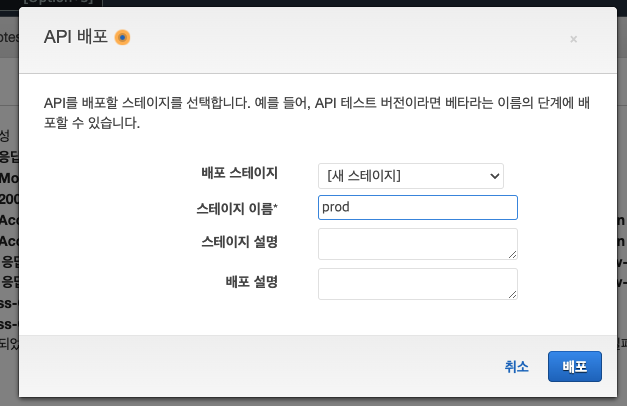 API 배포
×
API를 배포할 스테이지를 선택합니다. 예를 들어, API 테스트 버전이라면 베타라는 이름의 단계에 배
포할 수 있습니다.
배포 스테이지 [새 스테이지]
스테이지 이름* prod
스테이지 설명
배포 설명
취소 배포